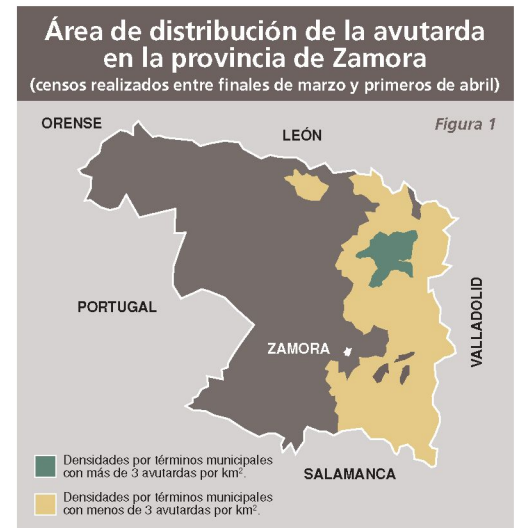 Área de distribución de la avutarda
en la provincia de Zamora
(censos realizados entre finales de marzo y primeros de abril)
Figura 1
ORENSE
LEÓN
PORTUGAL
VALLADOLID
ZAMORA
SALAMANCA
Densidades por términos municipales
con más de 3 avutardas por km².
Densidades por términos municipales
con menos de 3 avutardas por km².